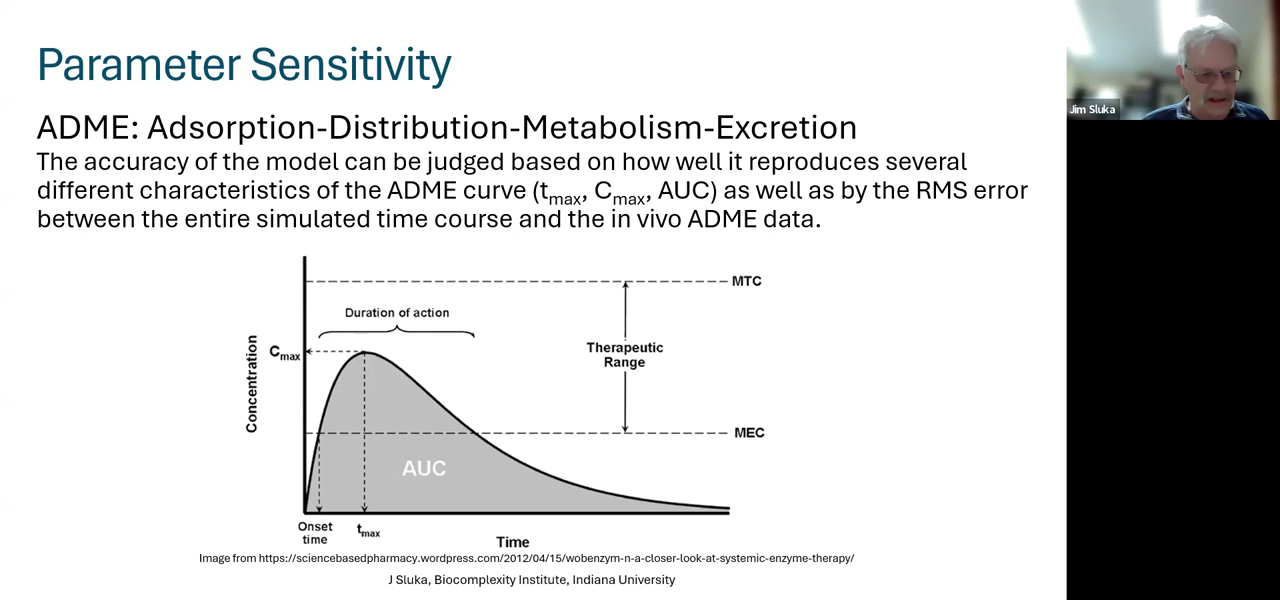 Parameter Sensitivity
ADME: Adsorption-Distribution-Metabolism-Excretion
The accuracy of the model can be judged based on how well it reproduces several
different characteristics of the ADME curve (tmax, Cmax, AUC) as well as by the RMS error
between the entire simulated time course and the in vivo ADME data.
MTC
Duration of action
Therapeutic
Range
Cmax
Concentration
MEC
AUC
Onset
time
tmax
Time
Image from https://sciencebasedpharmacy.wordpress.com/2012/04/15/wobenzym-n-a-closer-look-at-systemic-enzyme-therapy/
J Sluka, Biocomplexity Institute, Indiana University
Jim Sluka